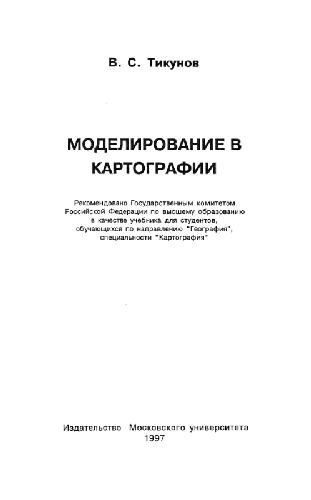 В. С. Тикунов
МОДЕЛИРОВАНИЕ В
КАРТОГРАФИИ
Рекомендовано Государственным комитетом
Российской Федерации по высшему образованию
в качестве учебника для студентов,
обучающихся по направлению "География",
специальности "Картография"
Издательство Московского университета
1997